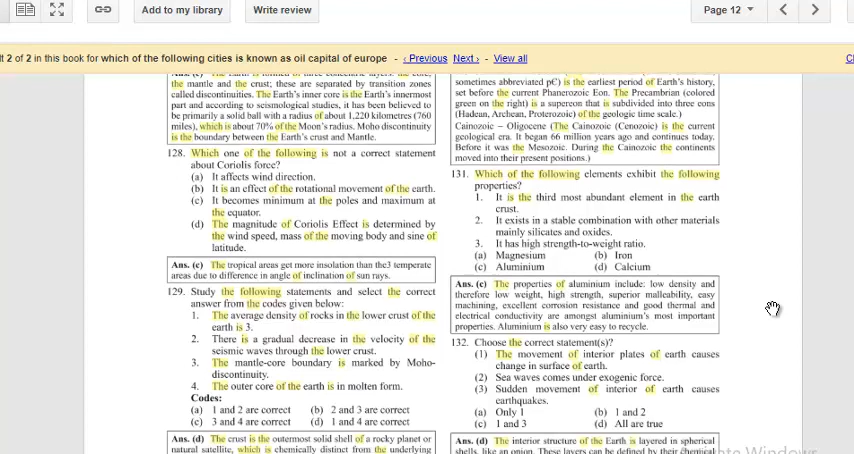 Add to my library
Write review
Page 12
lt 2 of 2 in this book for which of the following cities is known as oil capital of europe - ‹ Previous Next › - View all
the mantle and the crust; these are separated by transition zones
called discontinuities. The Earth's inner core is the Earth's innermost
part and according to seismological studies, it has been believed to
be primarily a solid ball with a radius of about 1,220 kilometres (760
miles), which is about 70% of the Moon's radius. Moho discontinuity
is the boundary between the Earth's crust and Mantle.
128. Which one of the following is not a correct statement
about Coriolis force?
(a) It affects wind direction.
(b) It is an effect of the rotational movement of the earth.
(c) It becomes minimum at the poles and maximum at
the equator.
(d) The magnitude of Coriolis Effect is determined by
the wind speed, mass of the moving body and sine of
latitude.
Ans. (c) The tropical areas get more insolation than the3 temperate
areas due to difference in angle of inclination of sun rays.
129. Study the following statements and select the correct
answer from the codes given below:
1. The average density of rocks in the lower crust of the
earth is 3.
2. There is a gradual decrease in the velocity of the
seismic waves through the lower crust.
3. The mantle-core boundary is marked by Moho-
discontinuity.
4. The outer core of the earth is in molten form.
Codes:
(a) 1 and 2 are correct (b) 2 and 3 are correct
(c) 3 and 4 are correct (d) 1 and 4 are correct
Ans. (d) The crust is the outermost solid shell of a rocky planet or
natural satellite, which is chemically distinct from the underlying
sometimes abbreviated pЄ) is the earliest period of Earth's history,
set before the current Phanerozoic Eon. The Precambrian (colored
green on the right) is a supereon that is subdivided into three eons
(Hadean, Archean, Proterozoic) of the geologic time scale.)
Cainozoic – Oligocene (The Cainozoic (Cenozoic) is the current
geological era. It began 66 million years ago and continues today.
Before it was the Mesozoic. During the Cainozoic the continents
moved into their present positions.)
131. Which of the following elements exhibit the following
properties?
1. It is the third most abundant element in the earth
crust.
2. It exists in a stable combination with other materials
mainly silicates and oxides.
3. It has high strength-to-weight ratio.
(a) Magnesium (b) Iron
(c) Aluminium (d) Calcium
Ans. (c) The properties of aluminium include: low density and
therefore low weight, high strength, superior malleability, easy
machining, excellent corrosion resistance and good thermal and
electrical conductivity are amongst aluminium's most important
properties. Aluminium is also very easy to recycle.
132. Choose the correct statement(s)?
(1) The movement of interior plates of earth causes
change in surface of earth.
(2) Sea waves comes under exogenic force.
(3) Sudden movement of interior of earth causes
earthquakes.
(a) Only 1 (b) 1 and 2
(c) 1 and 3 (d) All are true
Ans. (d) The interior structure of the Earth is layered in spherical
shells, like an onion. These layers can be defined by their chemical